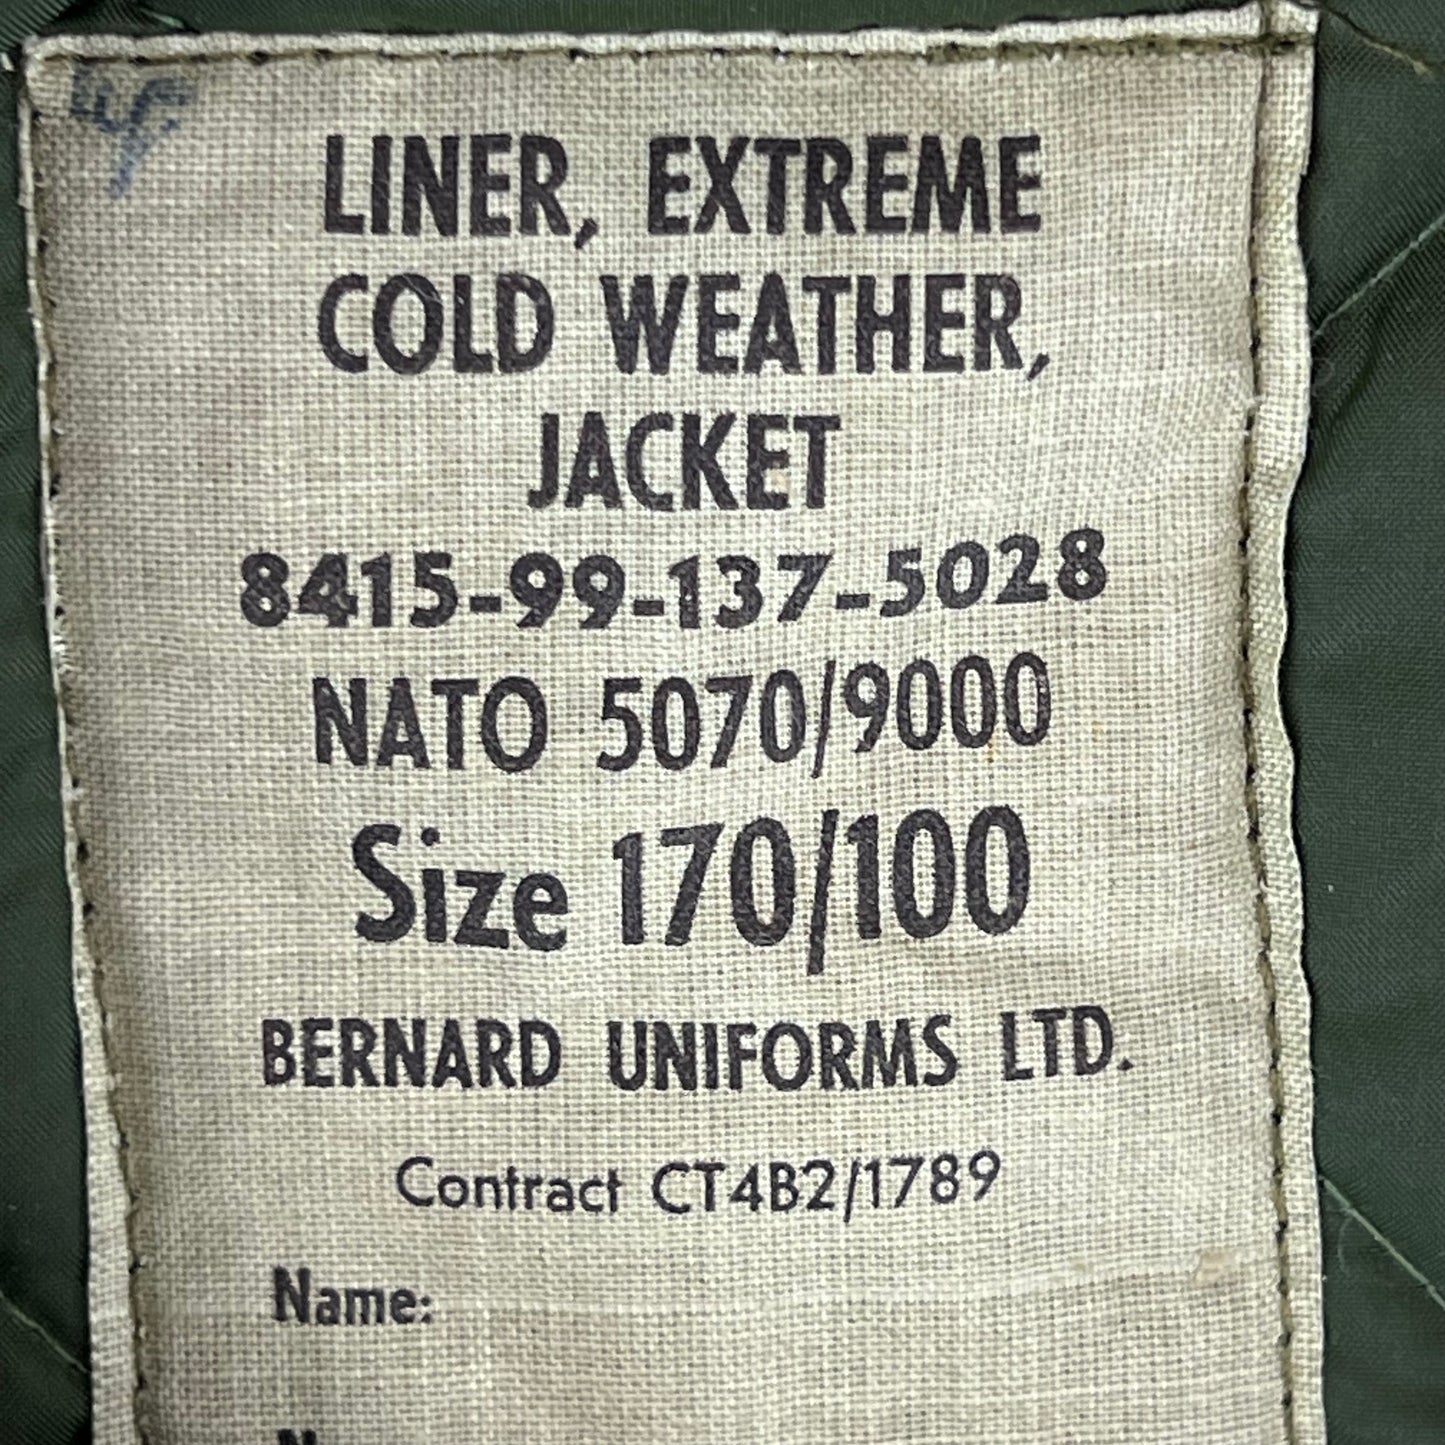 LINER, EXTREME
COLD WEATHER,
JACKET
8415-99-137-5028
NATO 5070/9000
Size 170/100
BERNARD UNIFORMS LTD.
Contract CT4B2/1789
Name: